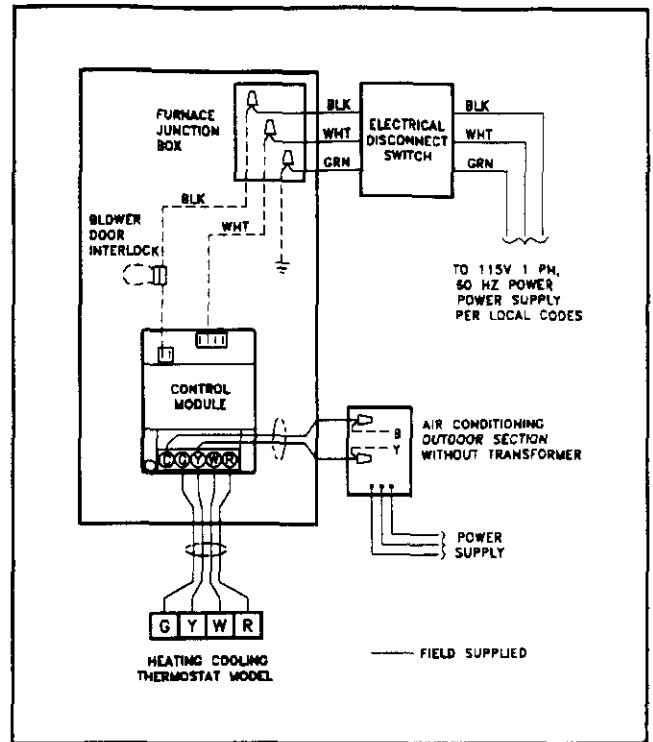 FURNACE
JUNCTION
BOX
BLK
WHT
GRN
ELECTRICAL
DISCONNECT
SWITCH
BLK
WHT
GRN
BLK
WHT
BLOWER
DOOR
INTERLOCK
TO 115V 1 PH,
60 HZ POWER
POWER SUPPLY
PER LOCAL CODES
CONTROL
MODULE
C G Y W R
B
Y
AIR CONDITIONING
OUTDOOR SECTION
WITHOUT TRANSFORMER
POWER
SUPPLY
G Y W R
HEATING COOLING
THERMOSTAT MODEL
FIELD SUPPLIED